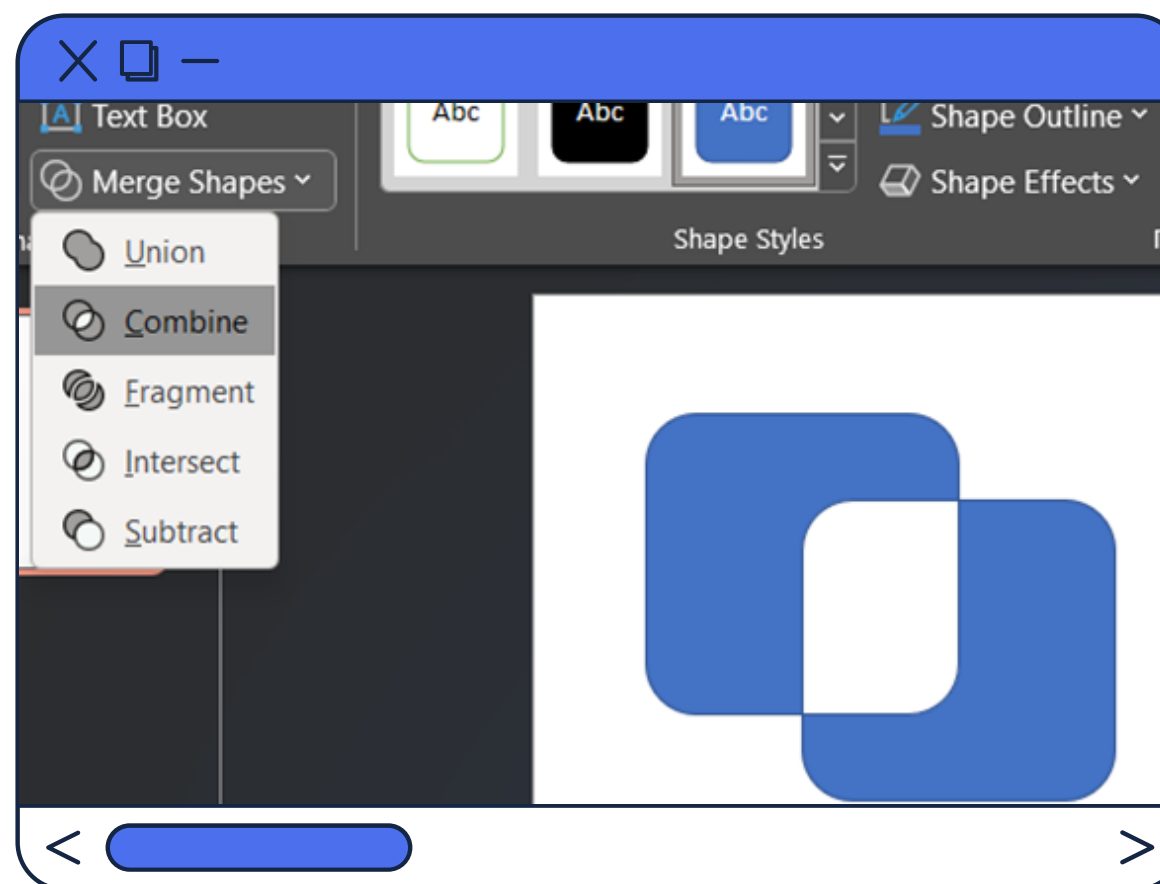 Text Box
Abc Abc Abc
Shape Outline
Merge Shapes
Shape Effects
Shape Styles
Union
Combine
Fragment
Intersect
Subtract